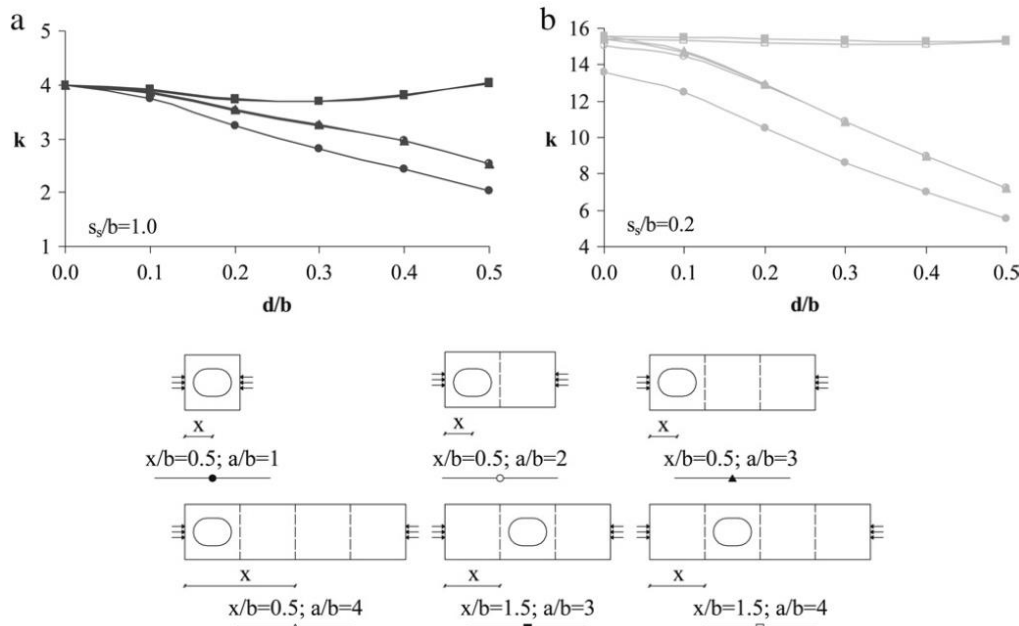 a
b
k
4
3
2
1
s_s/b=1.0
0.0 0.1 0.2 0.3 0.4 0.5
d/b
k
16
14
12
10
8
6
4
s_s/b=0.2
0.0 0.1 0.2 0.3 0.4 0.5
d/b
x
x
x
x/b=0.5; a/b=1
x/b=0.5; a/b=2
x/b=0.5; a/b=3
x
x
x
x/b=0.5; a/b=4
x/b=1.5; a/b=3
x/b=1.5; a/b=4